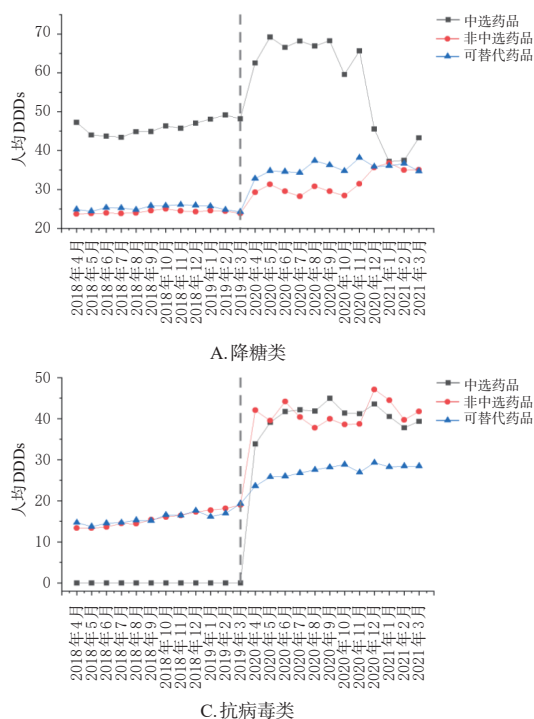 中选药品
非中选药品
可替代药品
人均DDDs
70
60
50
40
30
20
2018年4月
2018年5月
2018年6月
2018年7月
2018年8月
2018年9月
2018年10月
2018年11月
2018年12月
2019年1月
2019年2月
2019年3月
2020年4月
2020年5月
2020年6月
2020年7月
2020年8月
2020年9月
2020年10月
2020年11月
2020年12月
2021年1月
2021年2月
2021年3月
A.降糖类
中选药品
非中选药品
可替代药品
人均DDDs
50
40
30
20
10
0
2018年4月
2018年5月
2018年6月
2018年7月
2018年8月
2018年9月
2018年10月
2018年11月
2018年12月
2019年1月
2019年2月
2019年3月
2020年4月
2020年5月
2020年6月
2020年7月
2020年8月
2020年9月
2020年10月
2020年11月
2020年12月
2021年1月
2021年2月
2021年3月
C.抗病毒类